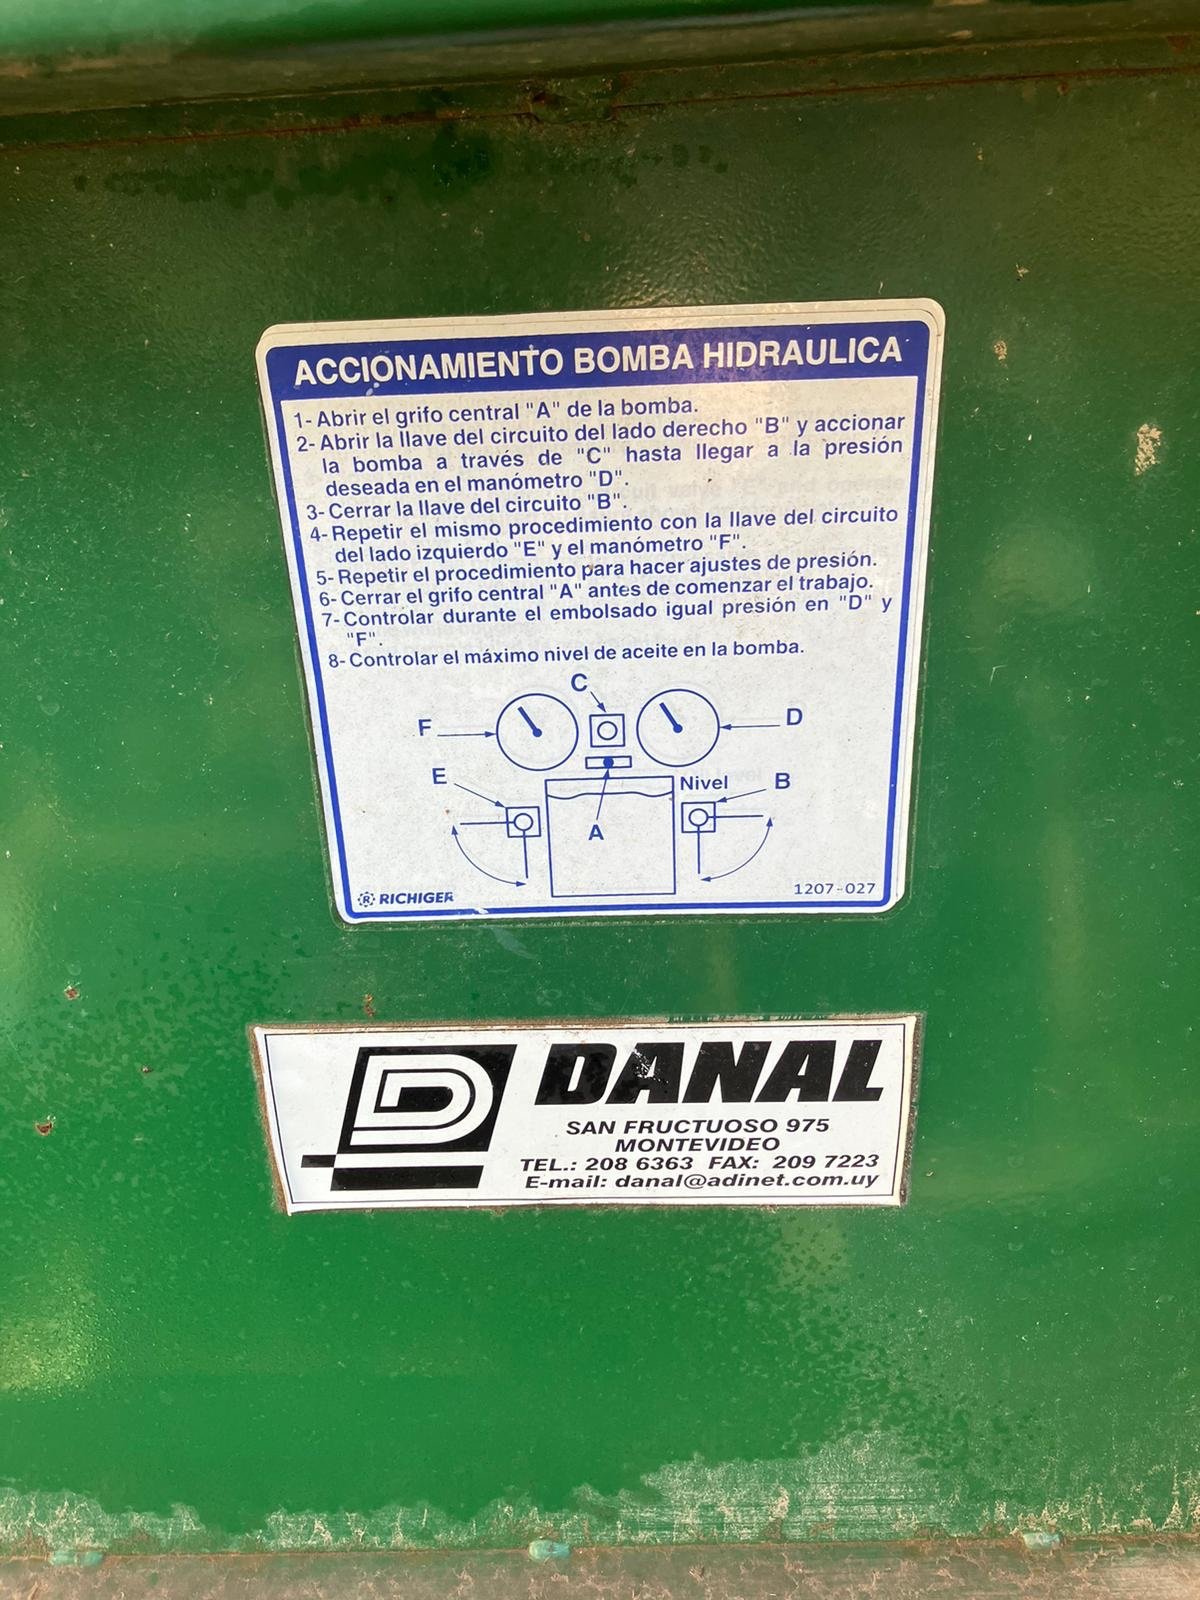 ACCIONAMIENTO BOMBA HIDRAULICA
1- Abrir el grifo central "A" de la bomba.
2- Abrir la llave del circuito del lado derecho "B" y accionar
la bomba a través de "C" hasta llegar a la presión
deseada en el manómetro "D".
3- Cerrar la llave del circuito "B".
4- Repetir el mismo procedimiento con la llave del circuito
del lado izquierdo "E" y el manómetro "F".
5- Repetir el procedimiento para hacer ajustes de presión.
6- Cerrar el grifo central "A" antes de comenzar el trabajo.
7- Controlar durante el embolsado igual presión en "D" y
"F".
8- Controlar el máximo nivel de aceite en la bomba.
C
F
D
E
Nivel
B
A
R RICHIGER
1207-027
D DANAL
SAN FRUCTUOSO 975
MONTEVIDEO
TEL.: 208 6363 FAX: 209 7223
E-mail: danal@adinet.com.uy